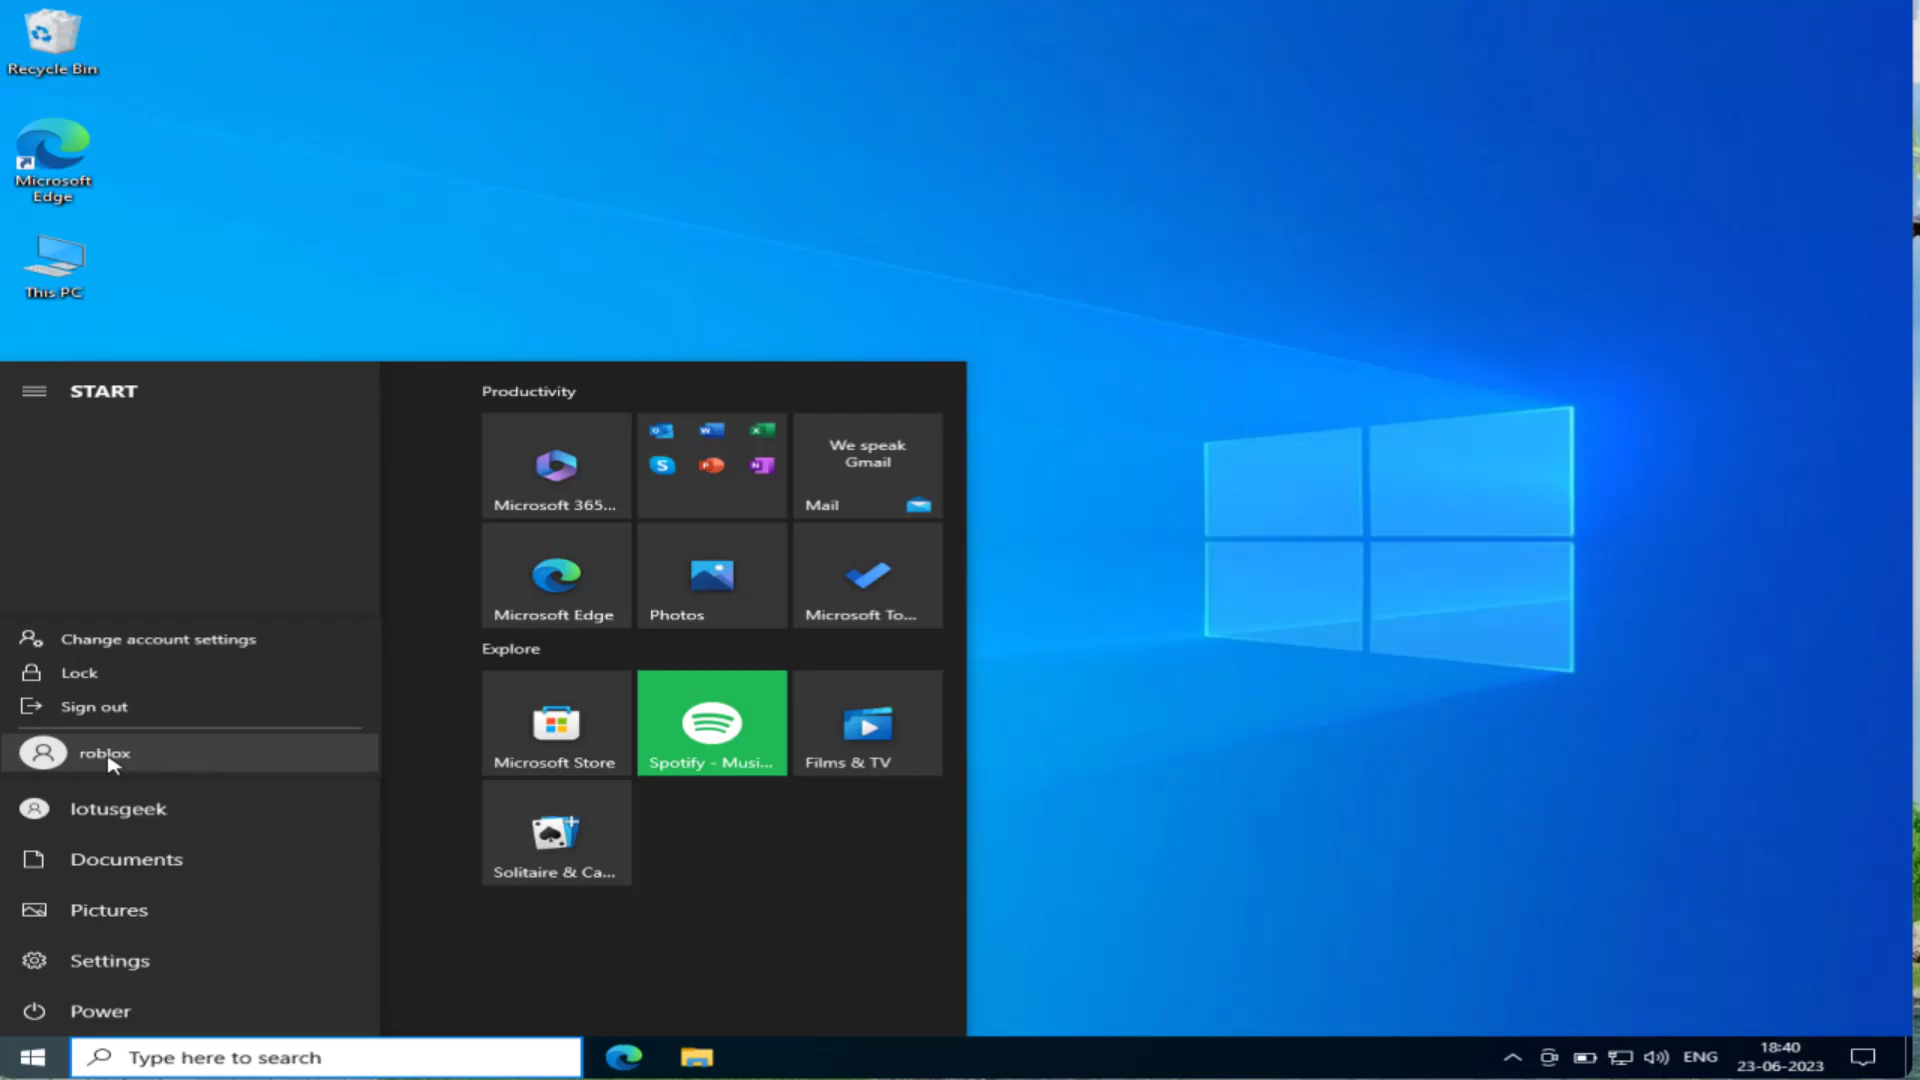 Recycle Bin
Microsoft
Edge
This PC
START
Change account settings
Lock
Sign out
roblox
lotusgeek
Documents
Pictures
Settings
Power
Productivity
Microsoft 365...
We speak
Gmail
Mail
Microsoft Edge
Photos
Microsoft To...
Explore
Microsoft Store
Spotify - Musi...
Films & TV
Solitaire & Ca...
Type here to search
ENG
18:40
23-06-2023